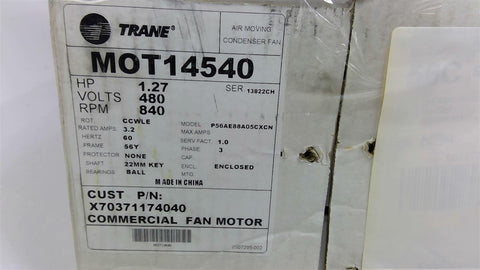 TRANE
AIR MOVING
CONDENSER FAN
MOT14540
HP 1.27
SER 13822CH
VOLTS 480
RPM 840
ROT CCWLE
MODEL P56AE88A05CXCN
RATED AMPS. 3.2
MAX AMPS
HERTZ 60
SERV FACT. 1.0
FRAME 56Y
PHASE 3
PROTECTOR NONE
CAP.
SHAFT 22MM KEY
ENCL ENCLOSED
BEARINGS BALL
MTG.
MADE IN CHINA
CUST P/N:
X70371174040
COMMERCIAL FAN MOTOR